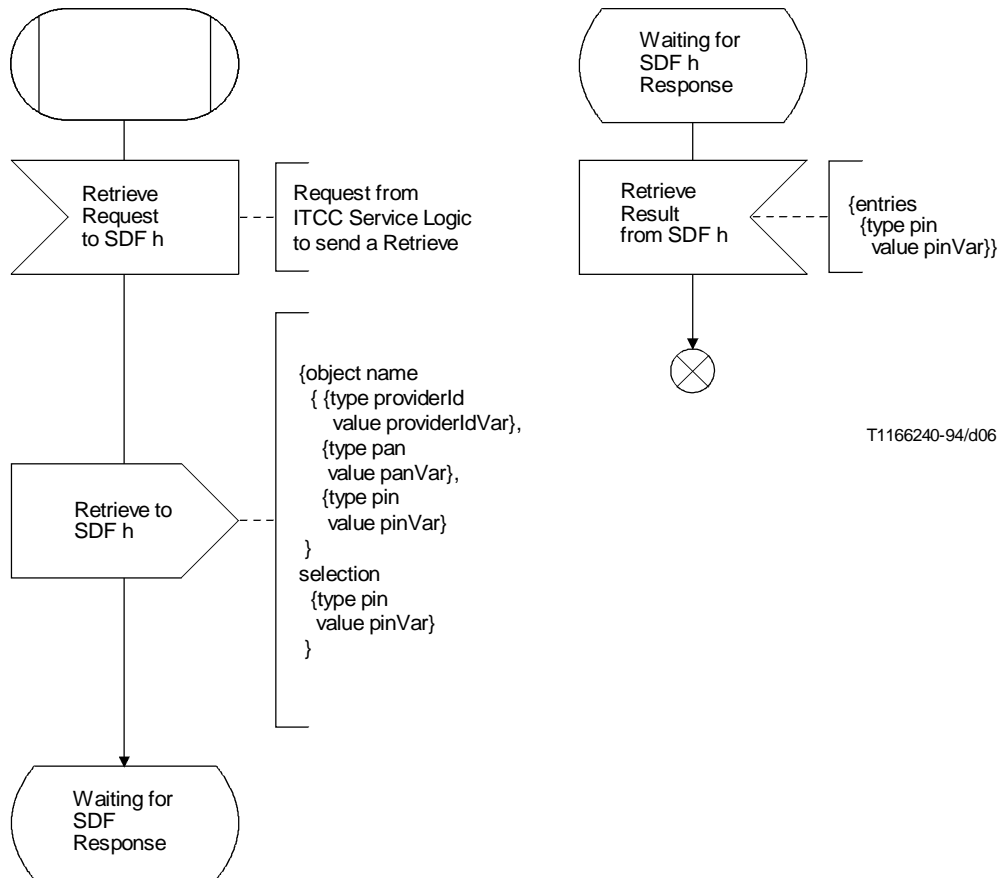 Retrieve
Request
to SDF h
Request from
ITCC Service Logic
to send a Retrieve
{object name
{ {type providerId
value providerIdVar},
{type pan
value panVar},
{type pin
value pinVar}
}
selection
{type pin
value pinVar}
}
Retrieve to
SDF h
Waiting for
SDF
Response
Waiting for
SDF h
Response
Retrieve
Result
from SDF h
{entries
{type pin
value pinVar}}
T1166240-94/d06